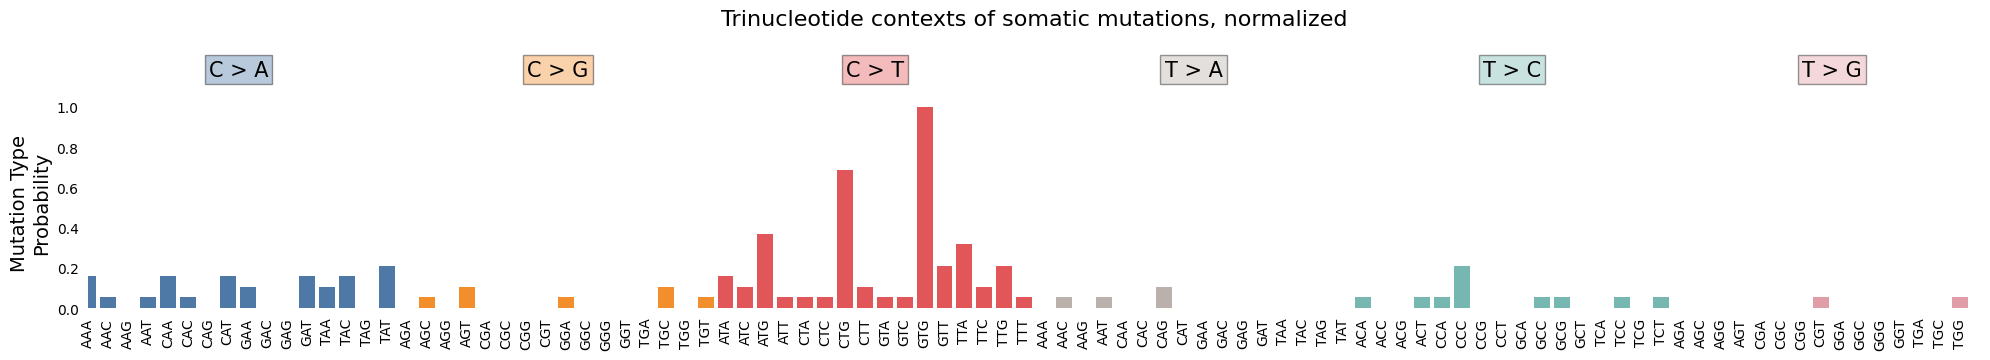 Trinucleotide contexts of somatic mutations, normalized
C > A C > G C > T T > A T > C T > G
Mutation Type
Probability
1.0
0.8
0.6
0.4
0.2
0.0
AAA AAC AAG AAT CAA CAC CAG CAT GAA GAC GAG GAT TAA TAC TAG TAT AGA AGC AGG AGT CGA CGC CGG CGT GGA GGC GGG GGT TGA TGC TGG TGT ATA ATC ATG ATT CTA CTC CTG CTT GTA GTC GTG GTT TTA TTC TTG TTT AAA AAC AAG AAT CAA CAC CAG CAT GAA GAC GAG GAT TAA TAC TAG TAT ACA ACC ACG ACT CCA CCC CCG CCT GCA GCC GCG GCT TCA TCC TCG TCT AGA AGC AGG AGT CGA CGC CGG CGT GGA GGC GGG GGT TGA TGC TGG